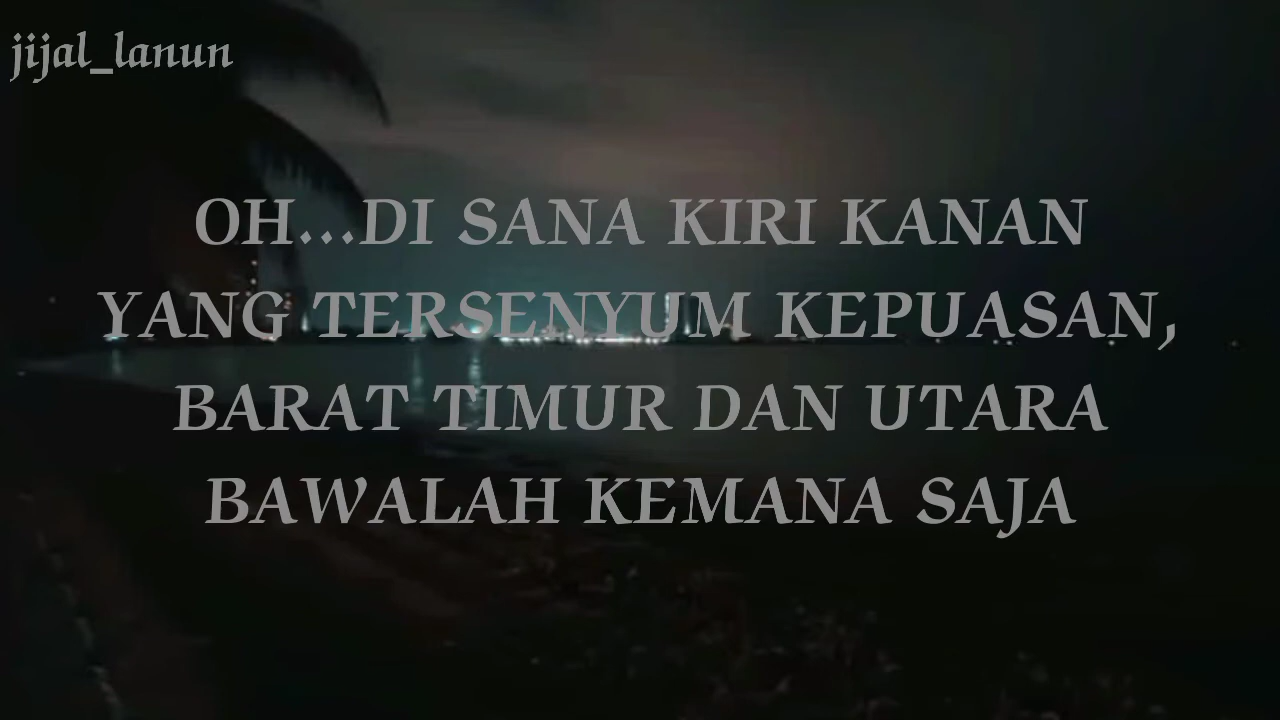 jijal_lanun
OH...DI SANA KIRI KANAN
YANG TERSENYUM KEPUASAN,
BARAT TIMUR DAN UTARA
BAWALAH KEMANA SAJA